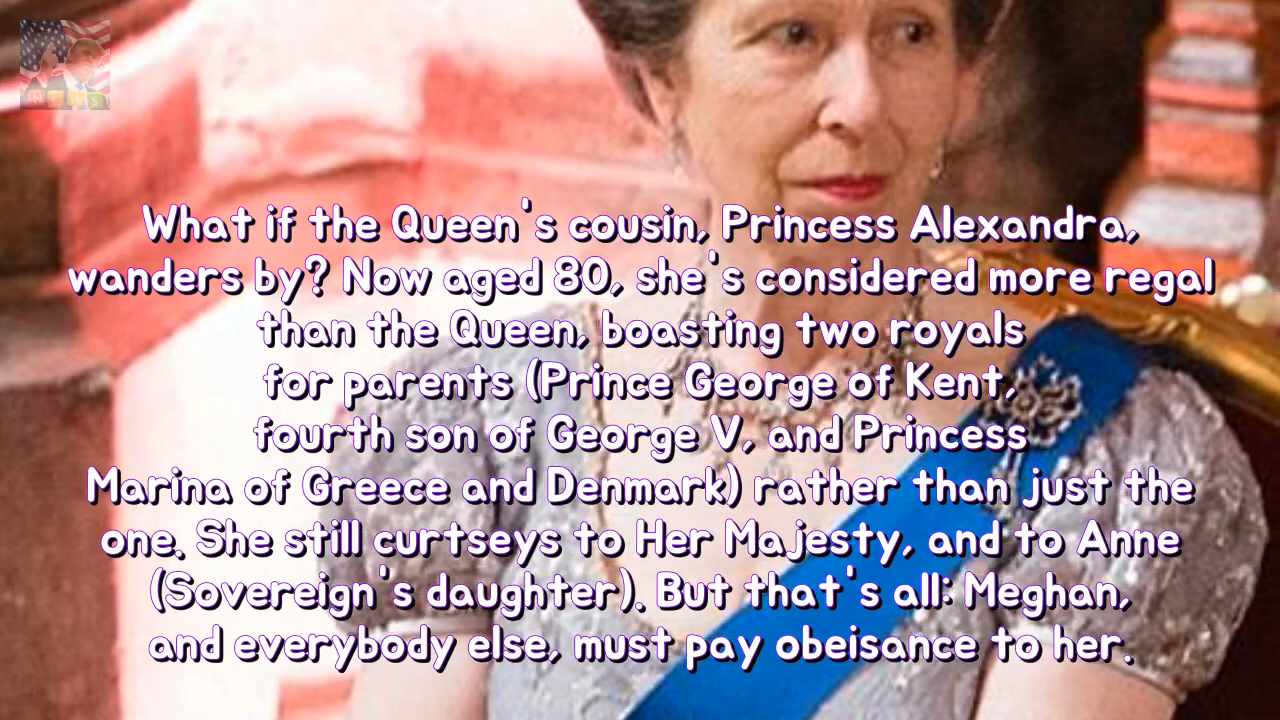 What if the Queen's cousin, Princess Alexandra,
wanders by? Now aged 80, she's considered more regal
than the Queen, boasting two royals
for parents (Prince George of Kent,
fourth son of George V, and Princess
Marina of Greece and Denmark) rather than just the
one. She still curtseys to Her Majesty, and to Anne
(Sovereign's daughter). But that's all: Meghan,
and everybody else, must pay obeisance to her.
NEWS